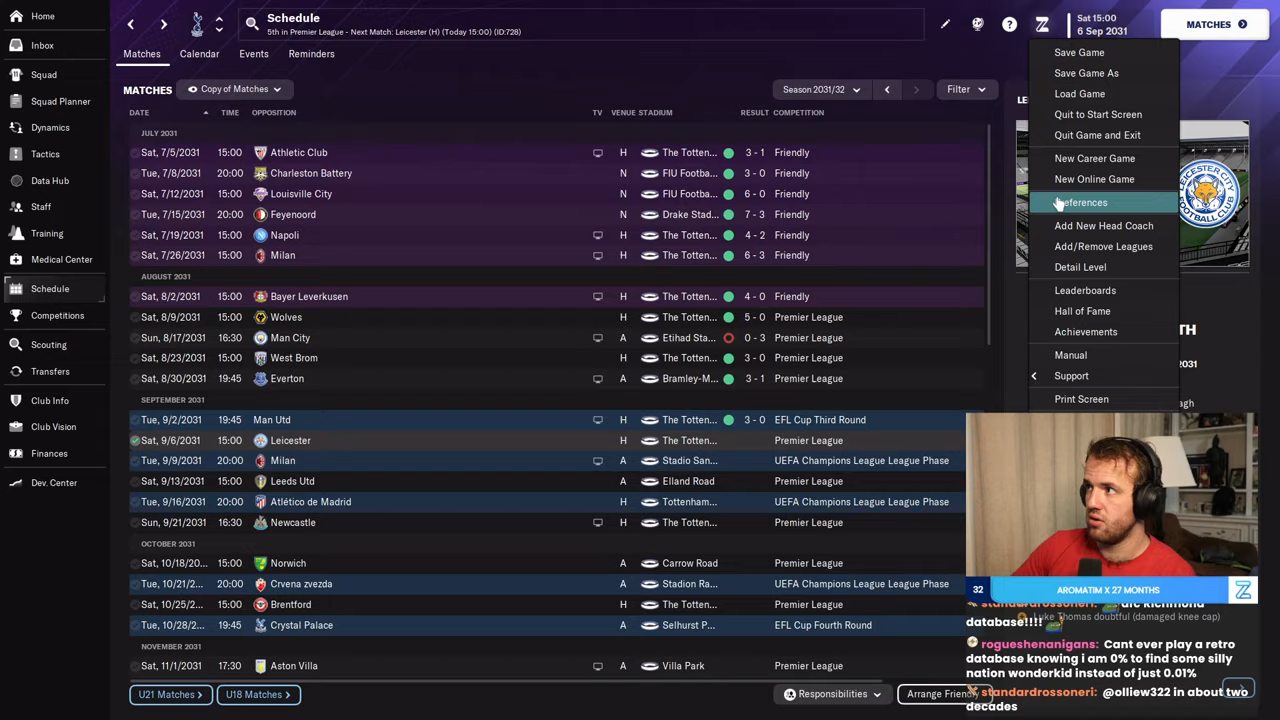 Home
Inbox
Squad
Squad Planner
Dynamics
Tactics
Data Hub
Staff
Training
Medical Center
Schedule
Competitions
Scouting
Transfers
Club Info
Club Vision
Finances
Dev. Center
Schedule
5th in Premier League - Next Match: Leicester (H) (Today 15:00) (ID:728)
Sat 15:00
6 Sep 2031
MATCHES
Matches Calendar Events Reminders
MATCHES Copy of Matches Season 2031/32 Filter
DATE TIME OPPOSITION TV VENUE STADIUM RESULT COMPETITION
JULY 2031
Sat, 7/5/2031 15:00 Athletic Club H The Totten... 3 - 1 Friendly
Tue, 7/8/2031 20:00 Charleston Battery N FIU Footba... 3 - 0 Friendly
Sat, 7/12/2031 15:00 Louisville City N FIU Footba... 6 - 0 Friendly
Tue, 7/15/2031 20:00 Feyenoord N Drake Stad... 7 - 3 Friendly
Sat, 7/19/2031 15:00 Napoli H The Totten... 4 - 2 Friendly
Sat, 7/26/2031 15:00 Milan H The Totten... 6 - 3 Friendly
AUGUST 2031
Sat, 8/2/2031 15:00 Bayer Leverkusen H The Totten... 4 - 0 Friendly
Sat, 8/9/2031 15:00 Wolves H The Totten... 5 - 0 Premier League
Sun, 8/17/2031 16:30 Man City A Etihad Sta... 0 - 3 Premier League
Sat, 8/23/2031 15:00 West Brom H The Totten... 3 - 0 Premier League
Sat, 8/30/2031 19:45 Everton A Bramley-M... 3 - 1 Premier League
SEPTEMBER 2031
Tue, 9/2/2031 19:45 Man Utd H The Totten... 3 - 0 EFL Cup Third Round
Sat, 9/6/2031 15:00 Leicester H The Totten... Premier League
Tue, 9/9/2031 20:00 Milan A Stadio San... UEFA Champions League League Phase
Sat, 9/13/2031 15:00 Leeds Utd A Elland Road Premier League
Tue, 9/16/2031 20:00 Atlético de Madrid H Tottenham... UEFA Champions League League Phase
Sun, 9/21/2031 16:30 Newcastle H The Totten... Premier League
OCTOBER 2031
Sat, 10/18/20... 15:00 Norwich A Carrow Road Premier League
Tue, 10/21/2... 20:00 Crvena zvezda A Stadion Ra... UEFA Champions League League Phase
Sat, 10/25/2... 15:00 Brentford H The Totten... Premier League
Tue, 10/28/2... 19:45 Crystal Palace A Selhurst P... EFL Cup Fourth Round
NOVEMBER 2031
Sat, 11/1/2031 17:30 Aston Villa A Villa Park Premier League
U21 Matches U18 Matches Responsibilities Arrange Friendly
Save Game
Save Game As
Load Game
Quit to Start Screen
Quit Game and Exit
New Career Game
New Online Game
eferences
Add New Head Coach
Add/Remove Leagues
Detail Level
Leaderboards
Hall of Fame
Achievements
Manual
Support
Print Screen
LE
LEICESTER CITY
FOOTBALL CLUB
TH
2031
gh
32 AROMATIM X 27 MONTHS
standardrossoneri: arc richmond
database!!!!
Luke Thomas doubtful (damaged knee cap)
rogueshenanigans: Cant ever play a retro
database knowing i am 0% to find some silly
nation wonderkid instead of just 0.01%
standardrossoneri: @olliew322 in about two
decades